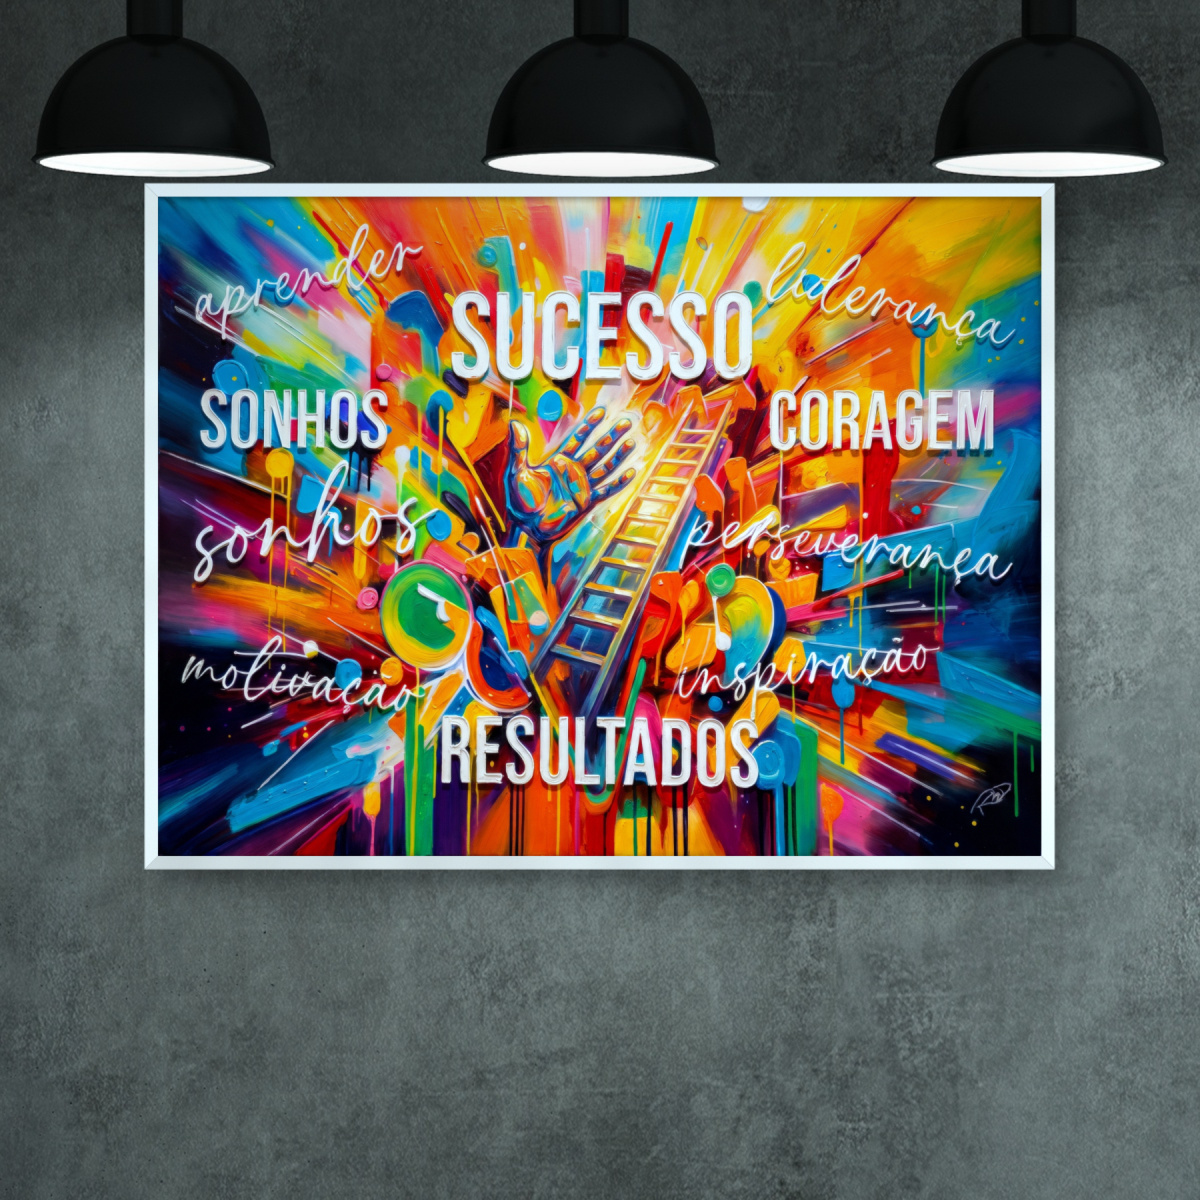 aprender
liderança
SUCESSO
SONHOS
CORAGEM
sonhos
perseverança
motivação
inspiração
RESULTADOS